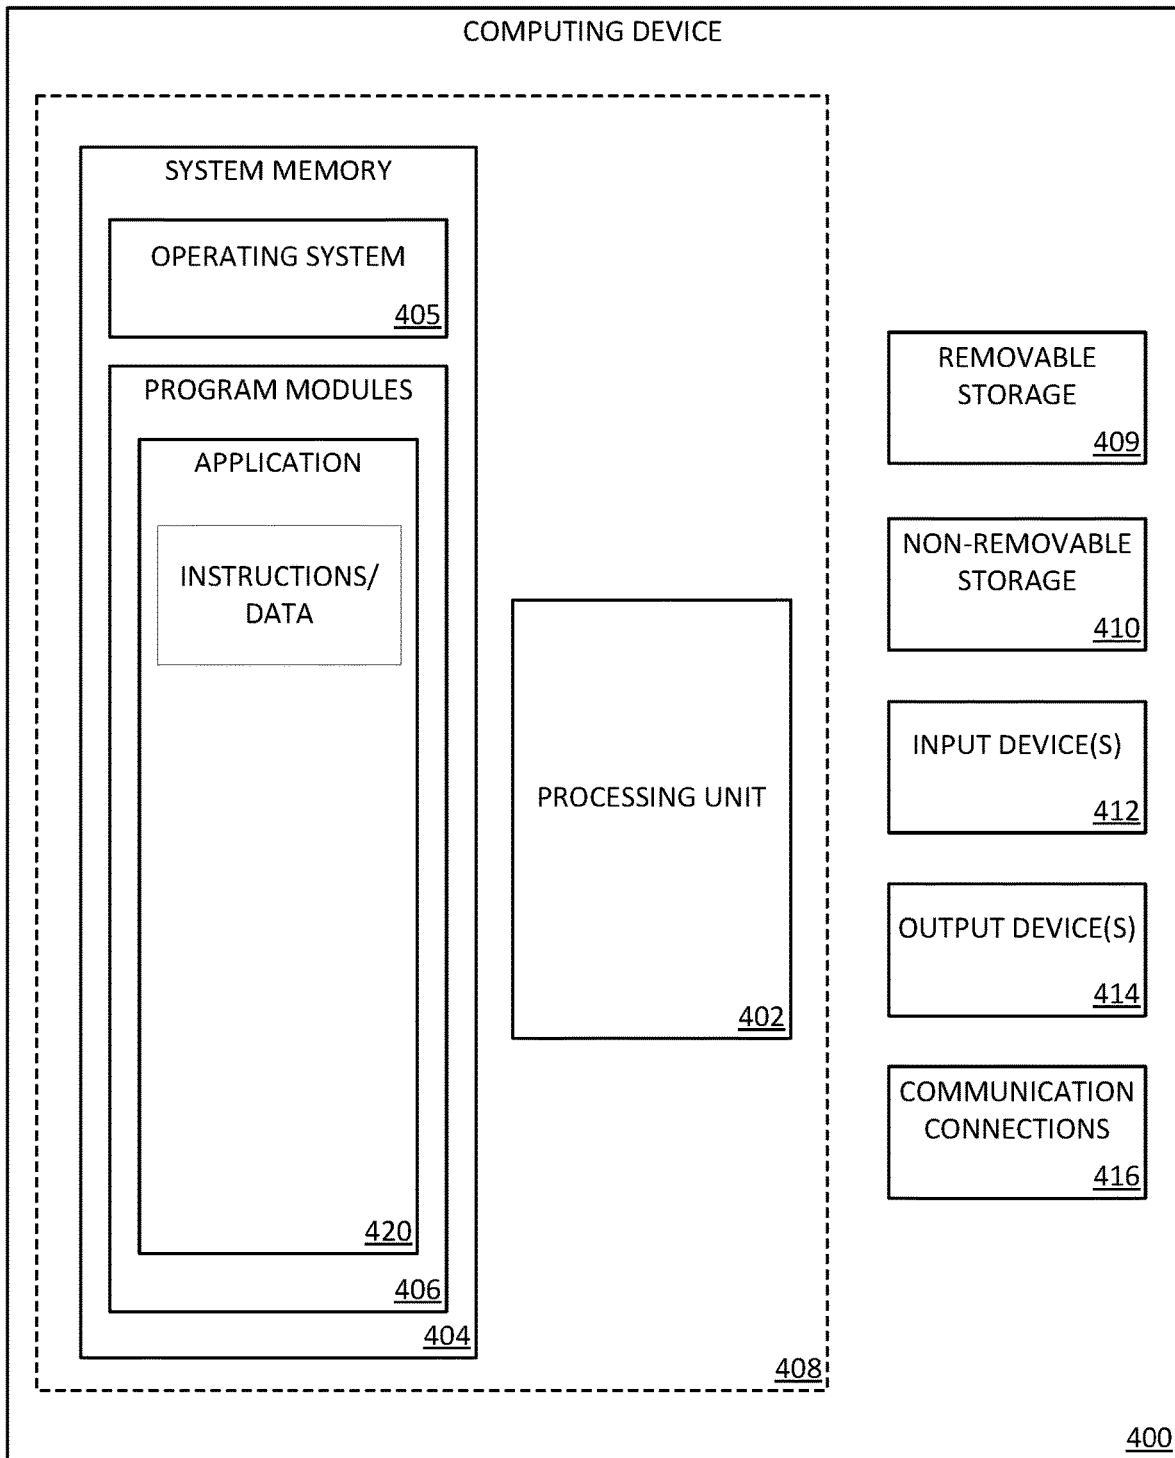 COMPUTING DEVICE
SYSTEM MEMORY
OPERATING SYSTEM
405
PROGRAM MODULES
APPLICATION
INSTRUCTIONS/
DATA
420
406
404
PROCESSING UNIT
402
408
REMOVABLE
STORAGE
409
NON-REMOVABLE
STORAGE
410
INPUT DEVICE(S)
412
OUTPUT DEVICE(S)
414
COMMUNICATION
CONNECTIONS
416
400